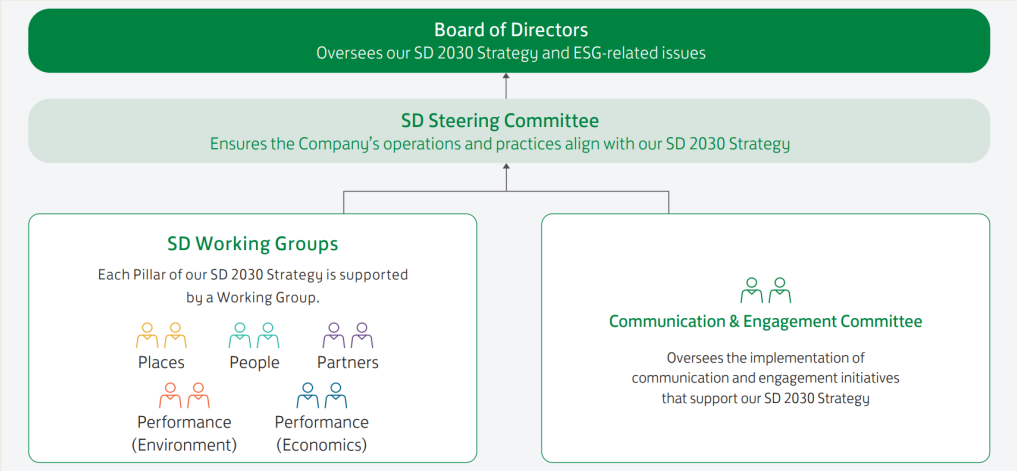 Board of Directors
Oversees our SD 2030 Strategy and ESG-related issues
SD Steering Committee
Ensures the Company's operations and practices align with our SD 2030 Strategy
SD Working Groups
Each Pillar of our SD 2030 Strategy is supported
by a Working Group.
Places
People
Partners
Performance
(Environment)
Performance
(Economics)
Communication & Engagement Committee
Oversees the implementation of
communication and engagement initiatives
that support our SD 2030 Strategy